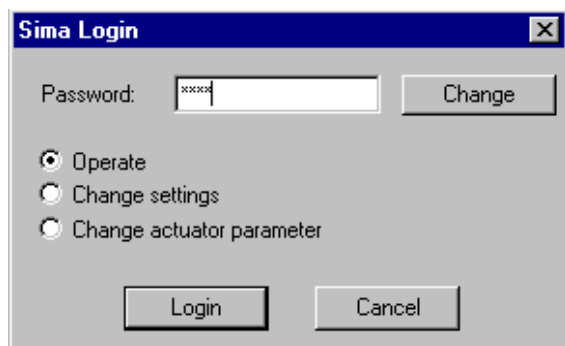 Sima Login
Password: **** Change
Operate
Change settings
Change actuator parameter
Login Cancel